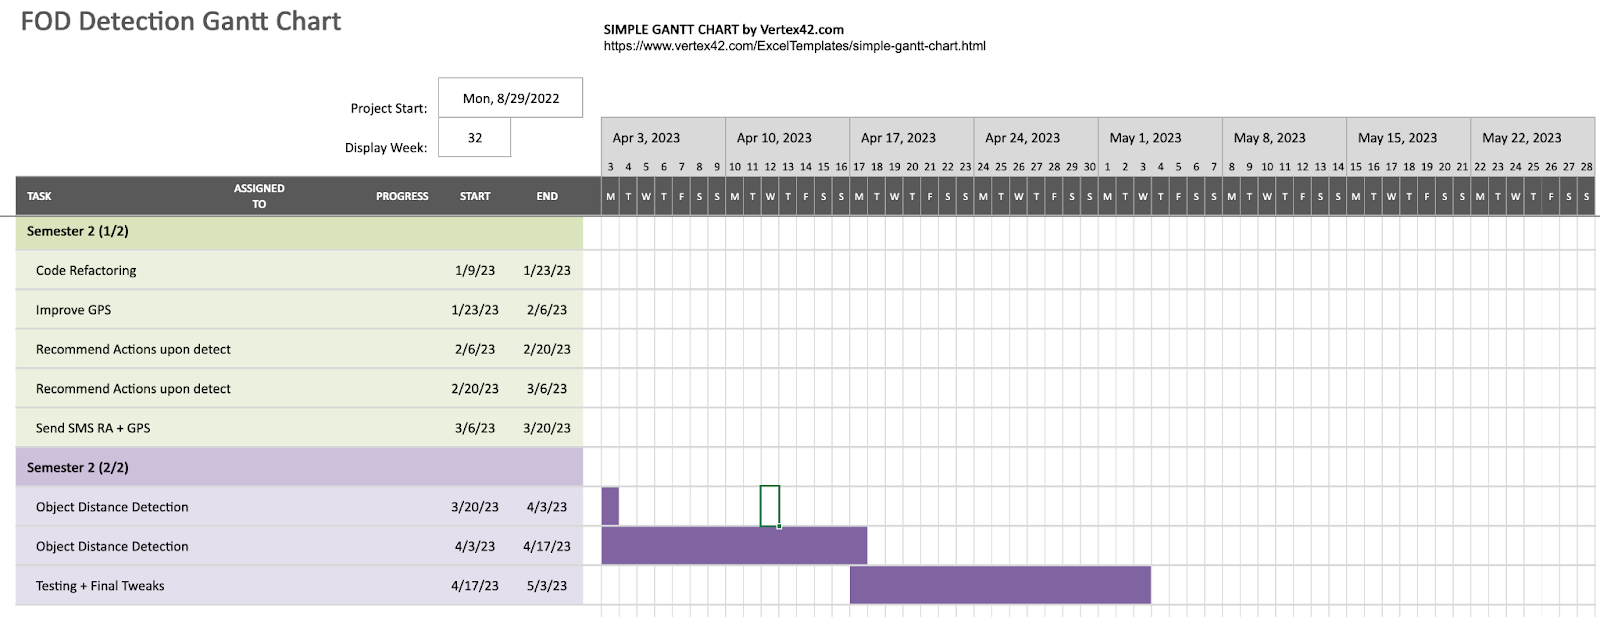 FOD Detection Gantt Chart
SIMPLE GANTT CHART by Vertex42.com
https://www.vertex42.com/ExcelTemplates/simple-gantt-chart.html
Project Start: Mon, 8/29/2022
Display Week: 32
Apr 3, 2023 Apr 10, 2023 Apr 17, 2023 Apr 24, 2023 May 1, 2023 May 8, 2023 May 15, 2023 May 22, 2023
3 4 5 6 7 8 9 10 11 12 13 14 15 16 17 18 19 20 21 22 23 24 25 26 27 28 29 30 1 2 3 4 5 6 7 8 9 10 11 12 13 14 15 16 17 18 19 20 21 22 23 24 25 26 27 28
TASK ASSIGNED TO PROGRESS START END M T W T F S S M T W T F S S M T W T F S S M T W T F S S M T W T F S S M T W T F S S M T W T F S S M T W T F S S
Semester 2 (1/2)
Code Refactoring 1/9/23 1/23/23
Improve GPS 1/23/23 2/6/23
Recommend Actions upon detect 2/6/23 2/20/23
Recommend Actions upon detect 2/20/23 3/6/23
Send SMS RA + GPS 3/6/23 3/20/23
Semester 2 (2/2)
Object Distance Detection 3/20/23 4/3/23
Object Distance Detection 4/3/23 4/17/23
Testing + Final Tweaks 4/17/23 5/3/23